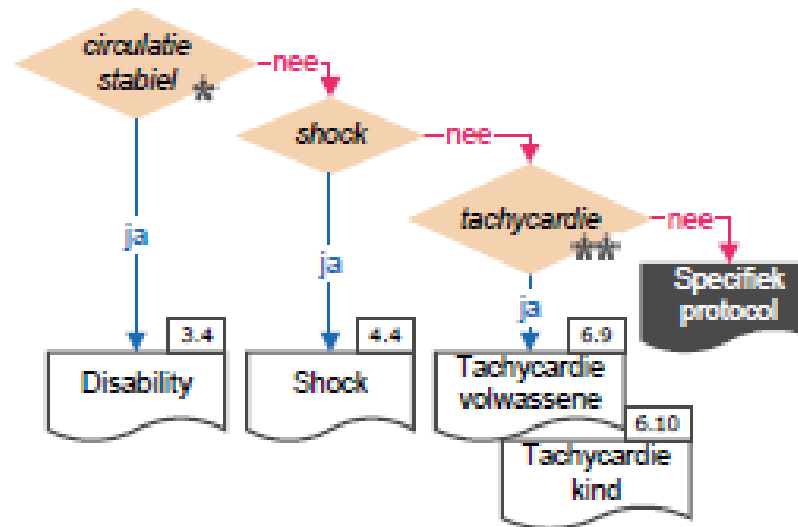 circulatie
stabiel *
nee
shock
nee
tachycardie
**
nee
ja
ja
ja
Specifiek
protocol
3.4
Disability
4.4
Shock
6.9
Tachycardie
volwassene
6.10
Tachycardie
kind